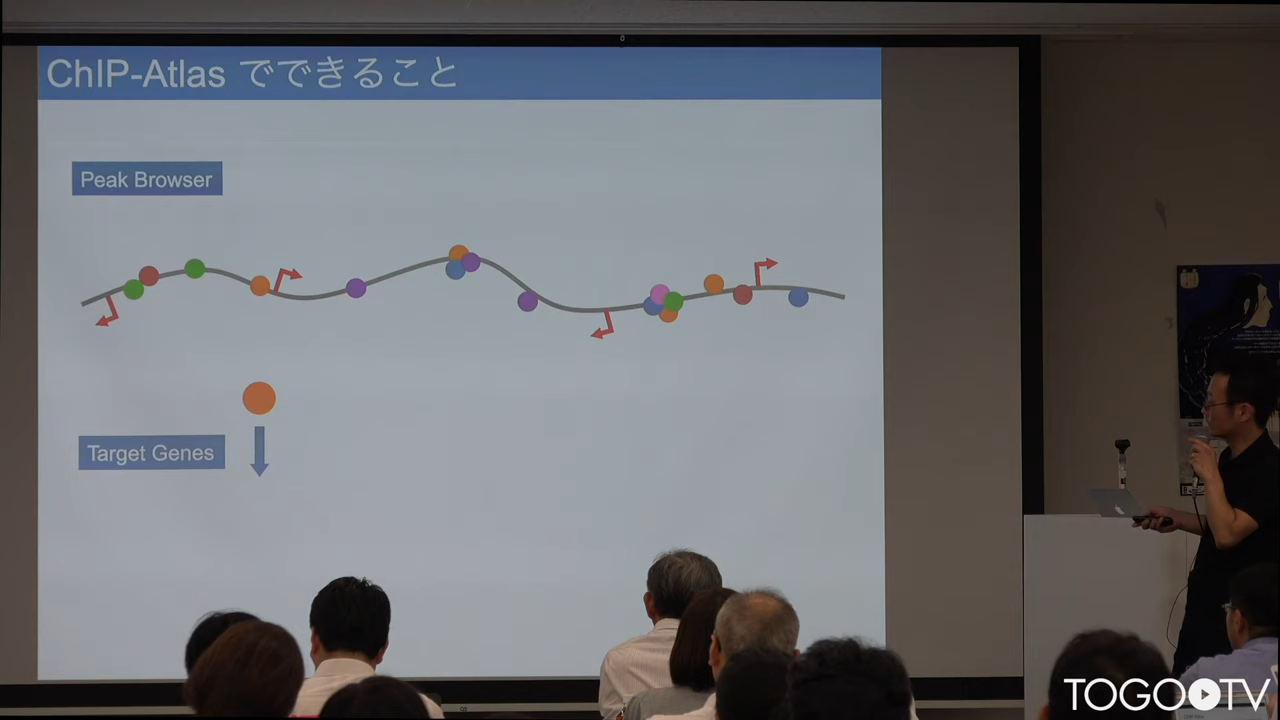 ChIP-Atlas でできること
Peak Browser
Target Genes
TOGOTV